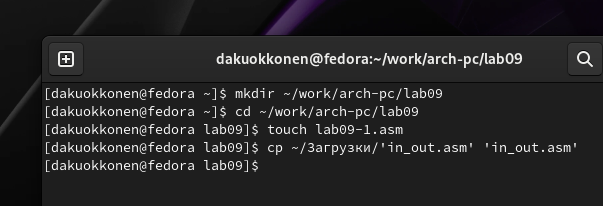 dakuokkonen@fedora:~/work/arch-pc/lab09
[dakuokkonen@fedora ~]$ mkdir ~/work/arch-pc/lab09
[dakuokkonen@fedora ~]$ cd ~/work/arch-pc/lab09
[dakuokkonen@fedora lab09]$ touch lab09-1.asm
[dakuokkonen@fedora lab09]$ cp ~/Загрузки/'in_out.asm' 'in_out.asm'
[dakuokkonen@fedora lab09]$